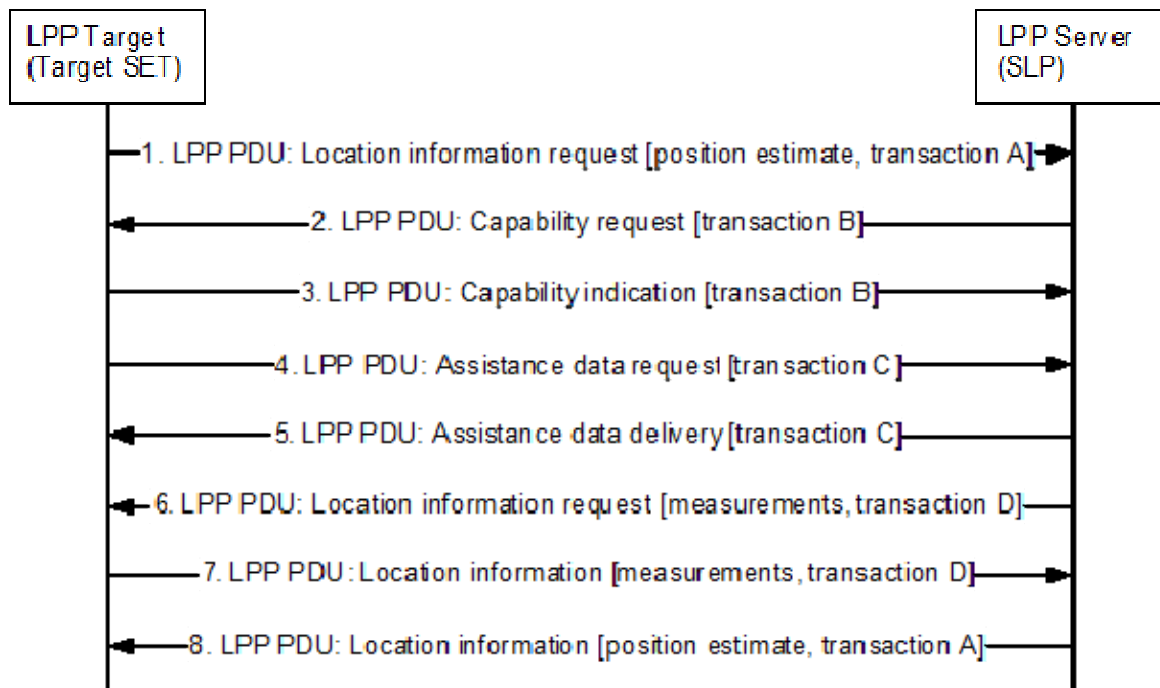 LPP Target
(Target SET)
LPP Server
(SLP)
1. LPP PDU: Location information request [position estimate, transaction A]
2. LPP PDU: Capability request [transaction B]
3. LPP PDU: Capability indication [transaction B]
4. LPP PDU: Assistance data request [transaction C]
5. LPP PDU: Assistance data delivery [transaction C]
6. LPP PDU: Location information request [measurements, transaction D]
7. LPP PDU: Location information [measurements, transaction D]
8. LPP PDU: Location information [position estimate, transaction A]